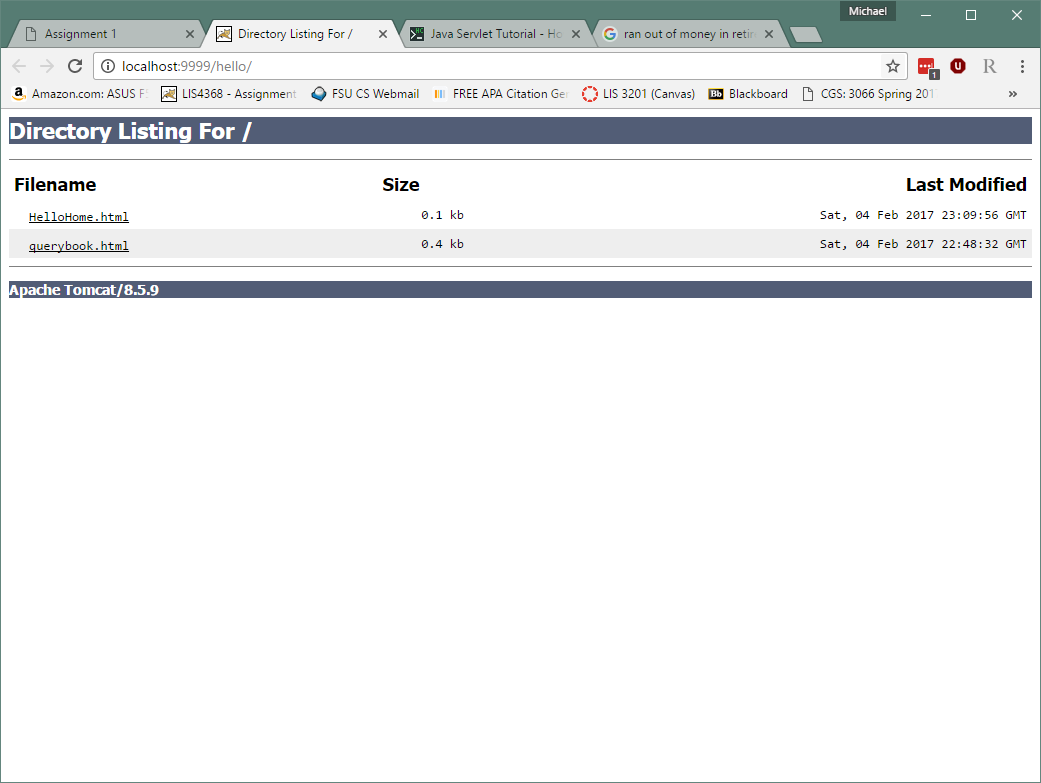 Michael
Assignment 1
Directory Listing For /
Java Servlet Tutorial - Ho
ran out of money in retir
localhost:9999/hello/
1
R
Amazon.com: ASUS F
LIS4368 - Assignment
FSU CS Webmail
FREE APA Citation Ger
LIS 3201 (Canvas)
Bb Blackboard
CGS: 3066 Spring 201
»
Directory Listing For /
Filename Size Last Modified
HelloHome.html 0.1 kb Sat, 04 Feb 2017 23:09:56 GMT
querybook.html 0.4 kb Sat, 04 Feb 2017 22:48:32 GMT
Apache Tomcat/8.5.9